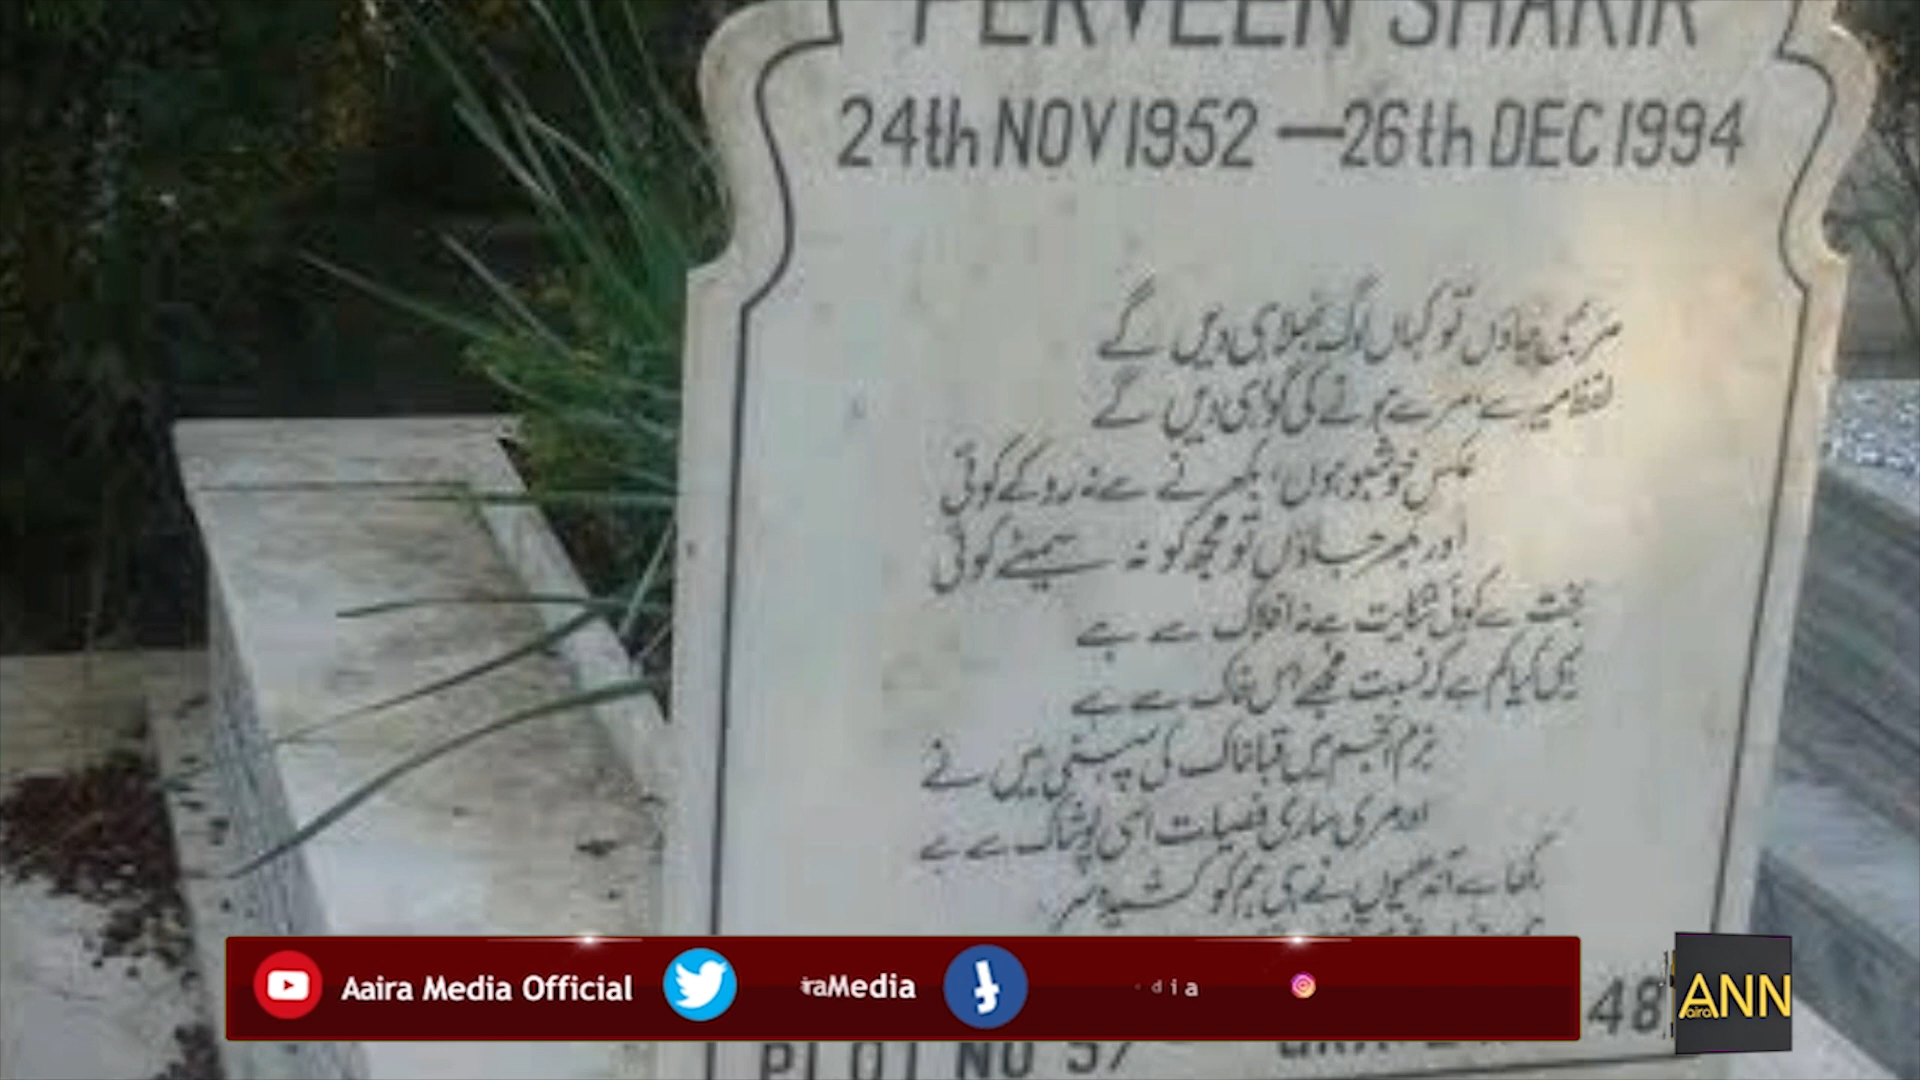 PERVEEN SHAKIR
24th NOV 1952 — 26th DEC 1994
مر بھی جاؤں تو کہاں لوگ بھلا ہی دیں گے
لفظ میرے مرے ہونے کی گواہی دیں گے
عکس خوشبو ہوں، بکھرنے سے نہ روکے کوئی
اور بکھر جاؤں تو مجھ کو نہ سمیٹے کوئی
بخت سے کوئی شکایت ہے نہ افلاک سے ہے
یہی کیا کم ہے کہ نسبت مجھے اس خاک سے ہے
بزم انجم میں قبا خاک کی پہنی میں نے
اور مری ساری فضیلت اسی پوشاک سے ہے
رکھا ہے آندھیوں نے ہی ہم کو کشیدہ سر
PLOT NO 57
48
Aaira Media Official
iraMedia
dia
Aaira ANN